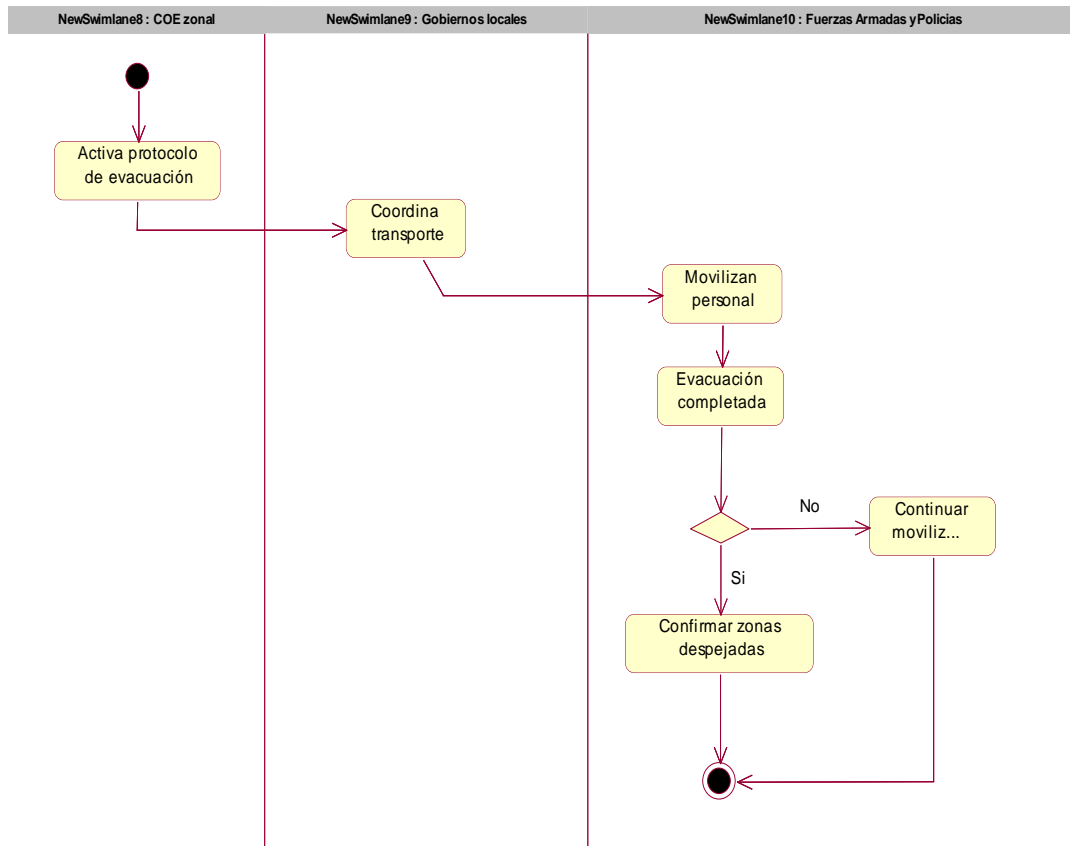 NewSwimlane8 : COE zonal
NewSwimlane9 : Gobiernos locales
NewSwimlane10 : Fuerzas Armadas y Policias
Activa protocolo
de evacuación
Coordina
transporte
Movilizan
personal
Evacuación
completada
No
Continuar
moviliz...
Si
Confirmar zonas
despejadas